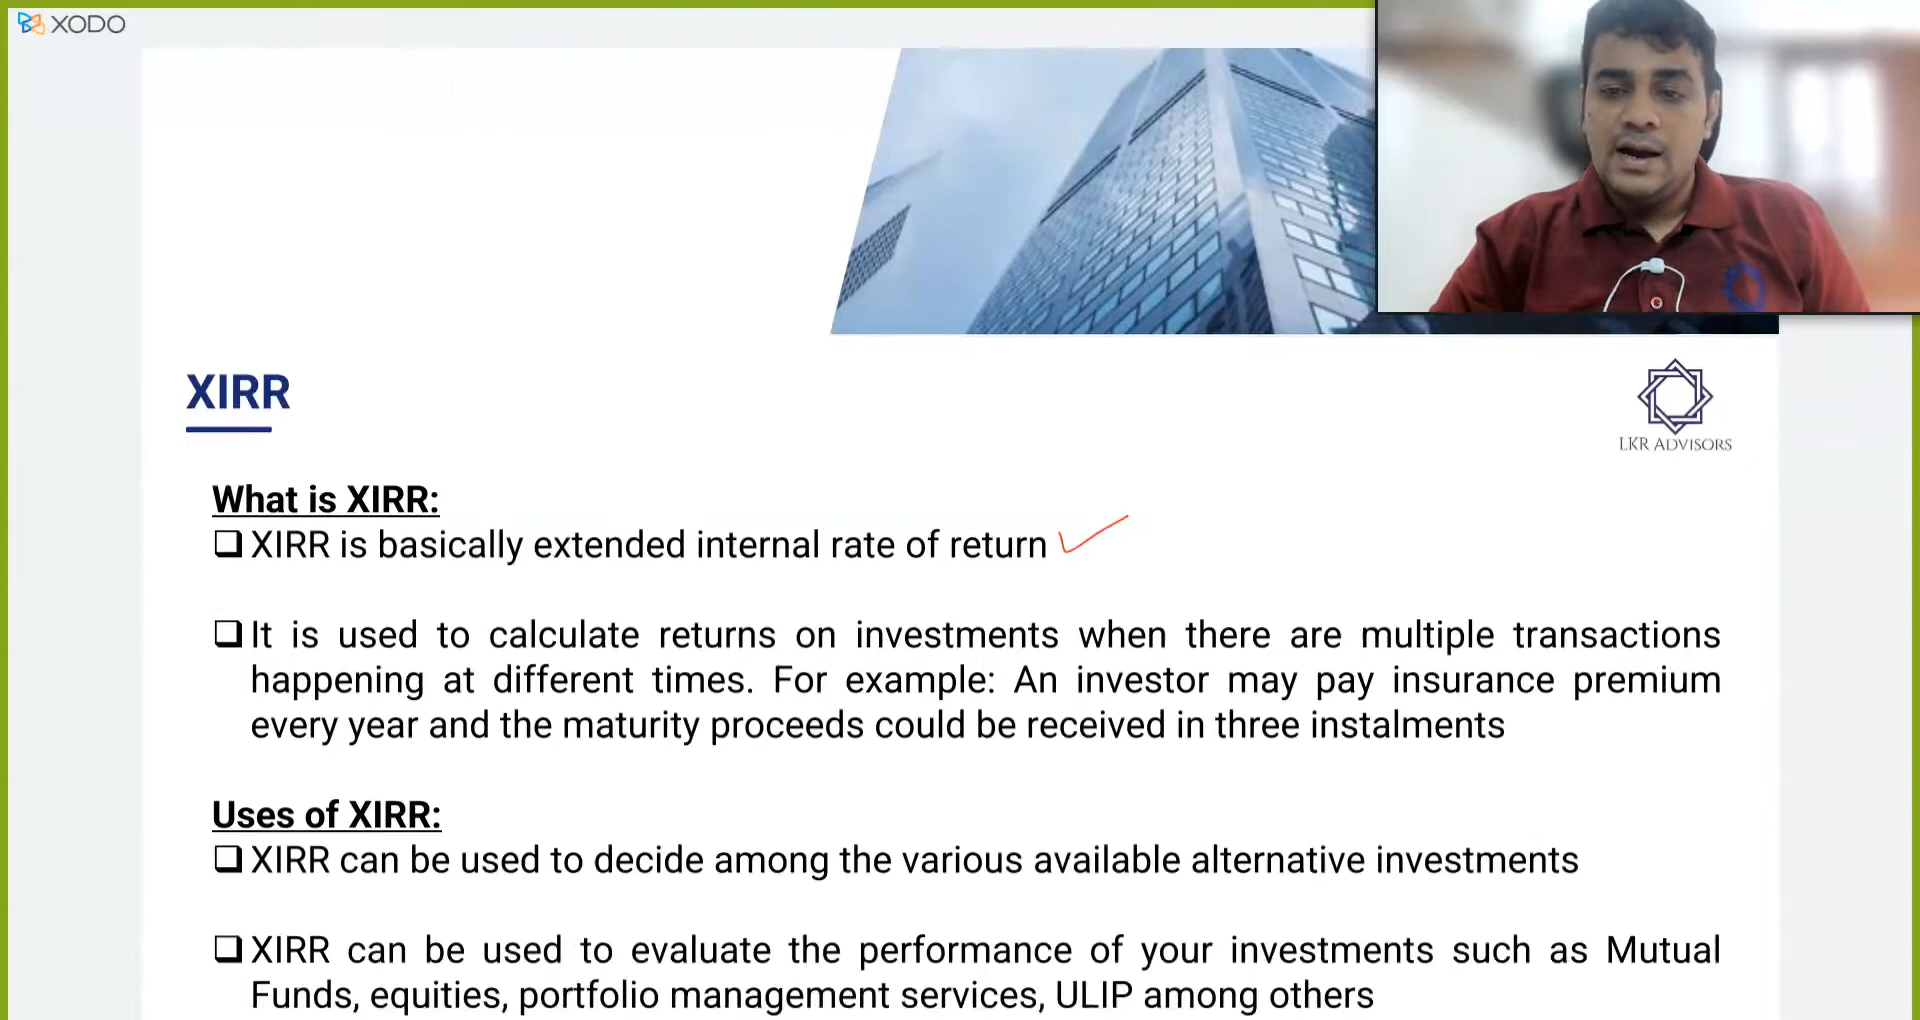 XODO
XIRR
LKR ADVISORS
What is XIRR:
XIRR is basically extended internal rate of return
It is used to calculate returns on investments when there are multiple transactions
happening at different times. For example: An investor may pay insurance premium
every year and the maturity proceeds could be received in three instalments
Uses of XIRR:
XIRR can be used to decide among the various available alternative investments
XIRR can be used to evaluate the performance of your investments such as Mutual
Funds, equities, portfolio management services, ULIP among others